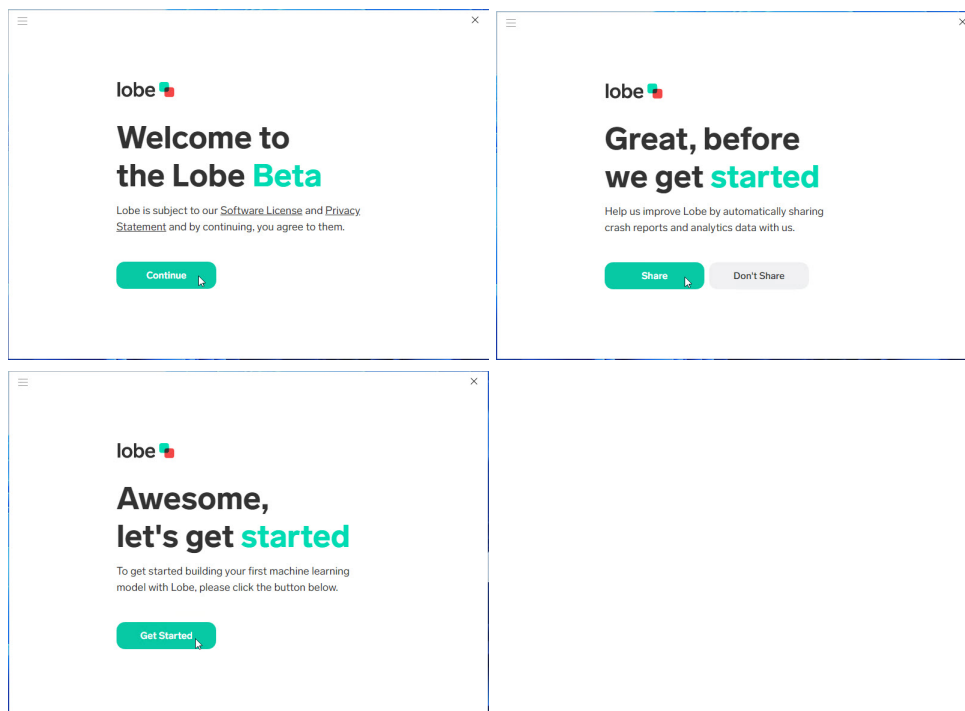 lobe
Welcome to
the Lobe Beta
Lobe is subject to our Software License and Privacy
Statement and by continuing, you agree to them.
Continue
lobe
Great, before
we get started
Help us improve Lobe by automatically sharing
crash reports and analytics data with us.
Share
Don't Share
lobe
Awesome,
let's get started
To get started building your first machine learning
model with Lobe, please click the button below.
Get Started